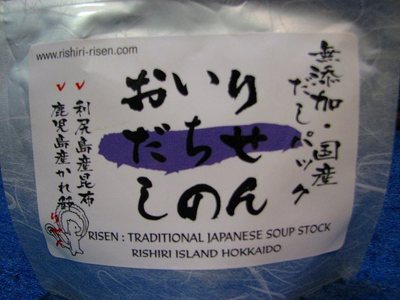 www.rishiri-risen.com
無添加・国産
だしパック
りせん
いちの
おだし
✓利尻島産昆布
✓鹿児島産かれ節
RISEN : TRADITIONAL JAPANESE SOUP STOCK
RISHIRI ISLAND HOKKAIDO